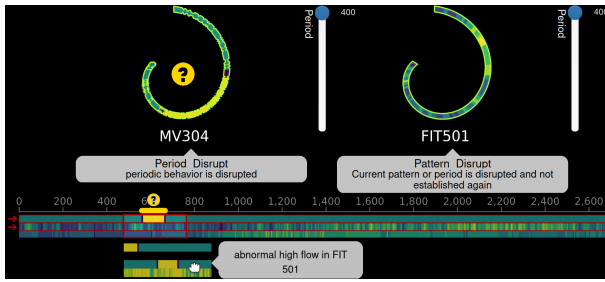 Period
400
Period
400
?
MV304
FIT501
Period Disrupt
periodic behavior is disrupted
Pattern Disrupt
Current pattern or period is disrupted and not
established again
?
0 200 400 800 1,000 1,200 1,400 1,600 1,800 2,000 2,200 2,400 2,600
abnormal high flow in FIT
501